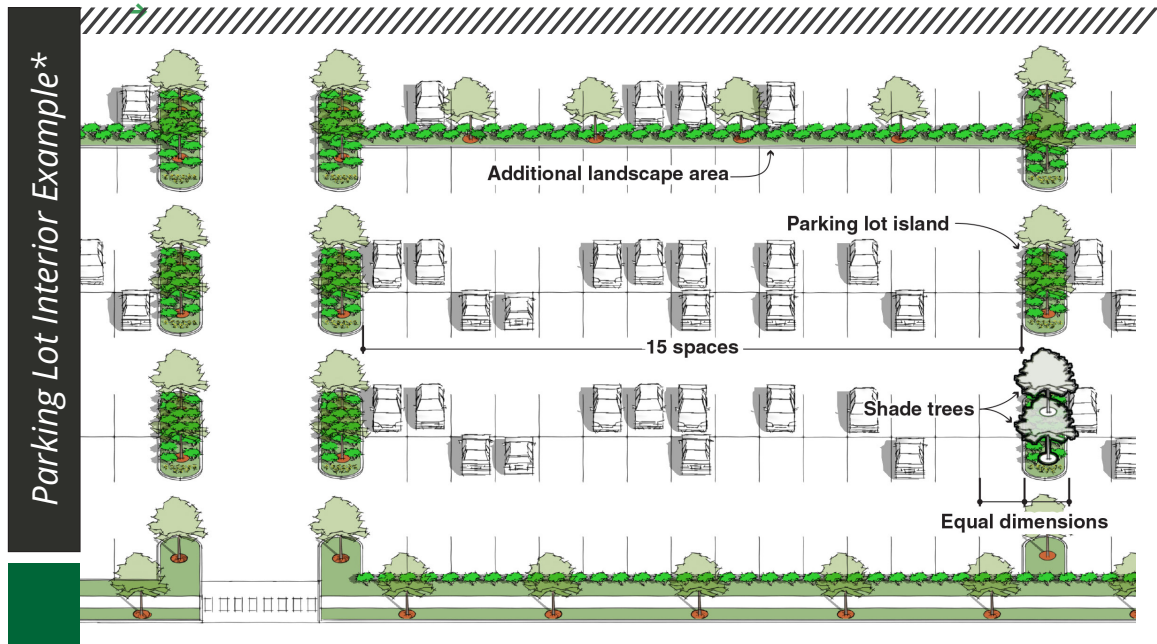 Parking Lot Interior Example*
Additional landscape area
Parking lot island
15 spaces
Shade trees
Equal dimensions